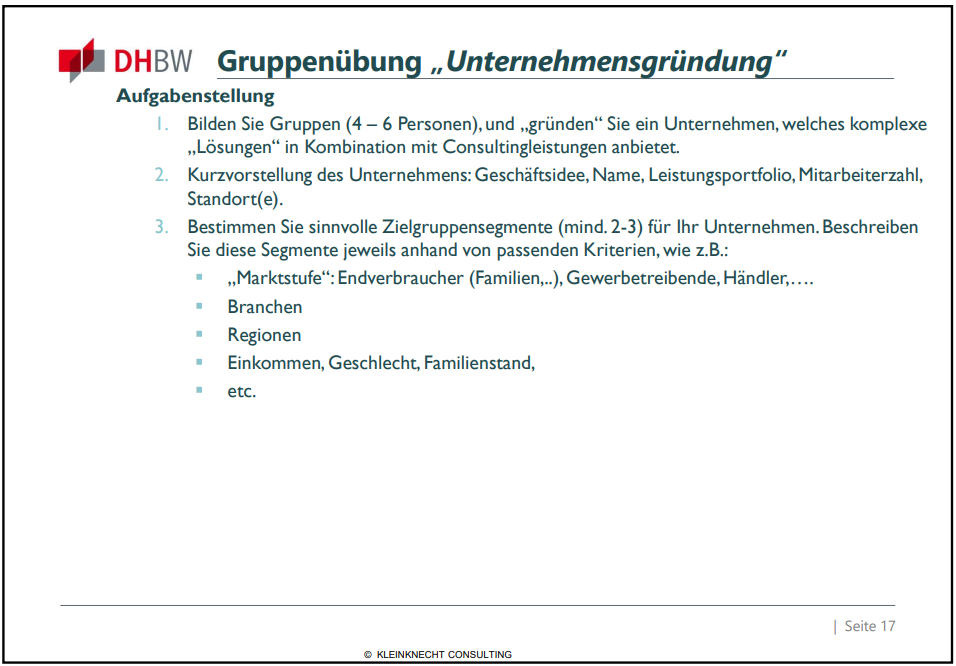 DHBW Gruppenübung „Unternehmensgründung“
Aufgabenstellung
1. Bilden Sie Gruppen (4 – 6 Personen), und „gründen“ Sie ein Unternehmen, welches komplexe
„Lösungen“ in Kombination mit Consultingleistungen anbietet.
2. Kurzvorstellung des Unternehmens: Geschäftsidee, Name, Leistungsportfolio, Mitarbeiterzahl,
Standort(e).
3. Bestimmen Sie sinnvolle Zielgruppensegmente (mind. 2-3) für Ihr Unternehmen. Beschreiben
Sie diese Segmente jeweils anhand von passenden Kriterien, wie z.B.:
▪ „Marktstufe“: Endverbraucher (Familien,..), Gewerbetreibende, Händler,….
▪ Branchen
▪ Regionen
▪ Einkommen, Geschlecht, Familienstand,
▪ etc.
| Seite 17
© KLEINKNECHT CONSULTING